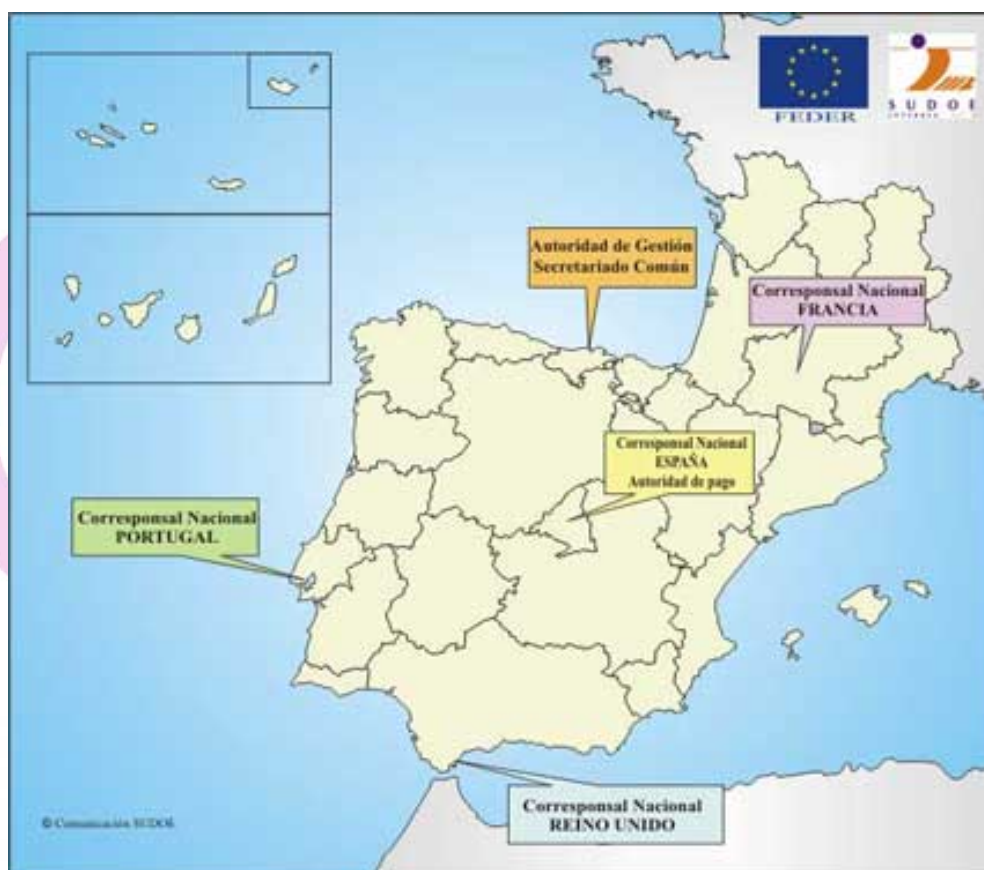 FEDER
SUDOE
Autoridad de Gestión
Secretariado Común
Corresponsal Nacional
FRANCIA
Corresponsal Nacional
ESPAÑA
Autoridad de pago
Corresponsal Nacional
PORTUGAL
Corresponsal Nacional
REINO UNIDO
© Comunicación SUDOE